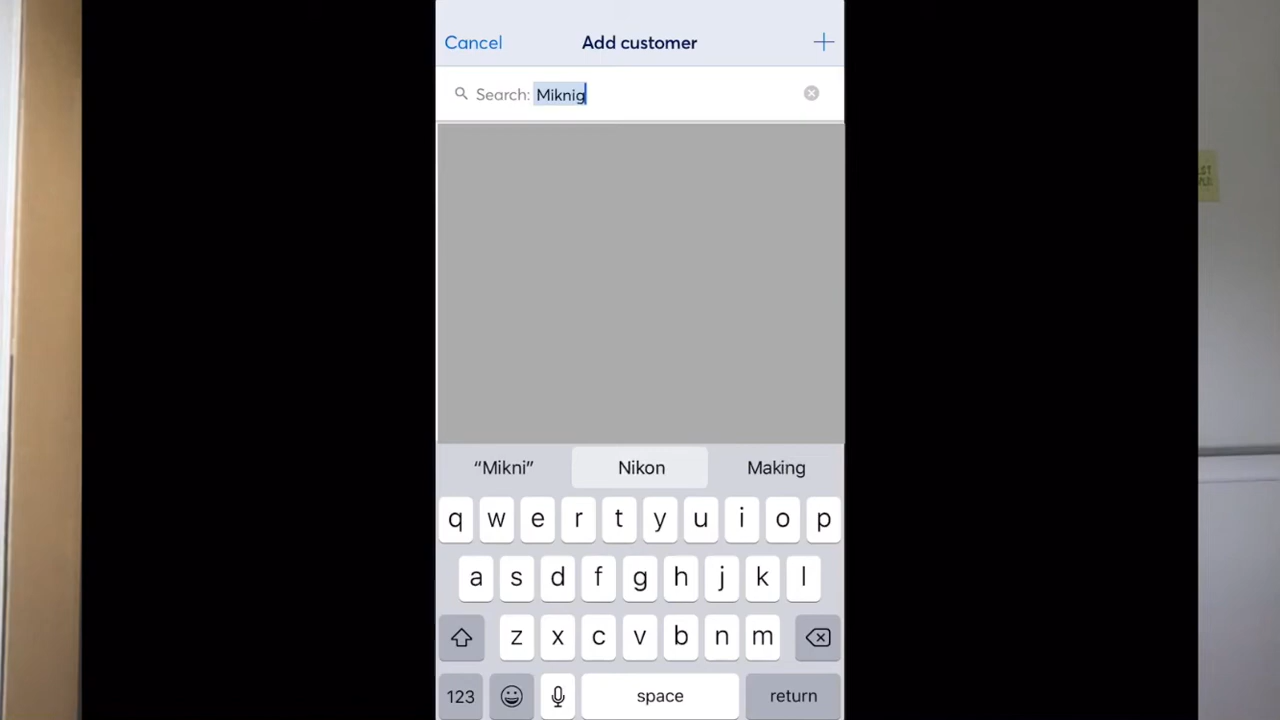 Cancel Add customer
Search: Miknig
“Mikni” Nikon Making
q w e r t y u i o p
a s d f g h j k l
z x c v b n m
123 space return